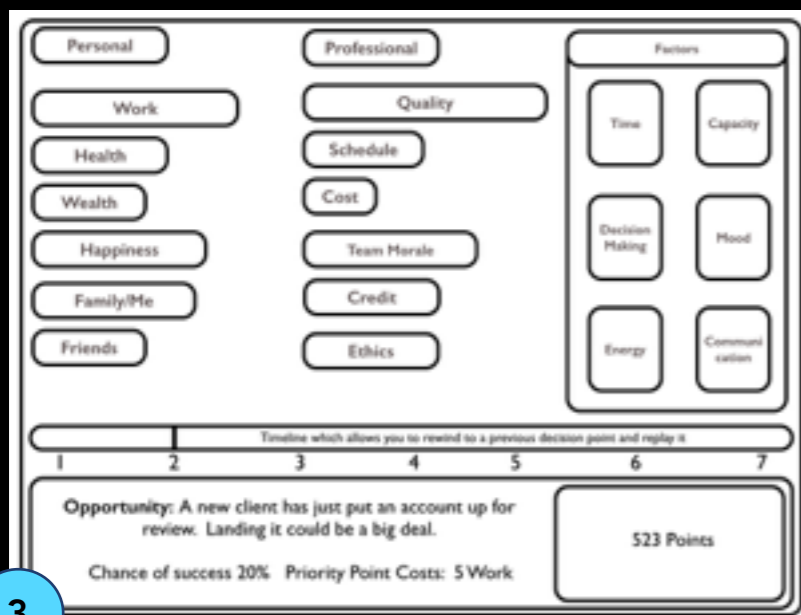 Personal
Work
Health
Wealth
Happiness
Family/Me
Friends
Professional
Quality
Schedule
Cost
Team Morale
Credit
Ethics
Factors
Time
Capacity
Decision
Making
Mood
Energy
Communi
cation
Timeline which allows you to rewind to a previous decision point and replay it
1 2 3 4 5 6 7
Opportunity: A new client has just put an account up for
review. Landing it could be a big deal.
Chance of success 20% Priority Point Costs: 5 Work
523 Points
3